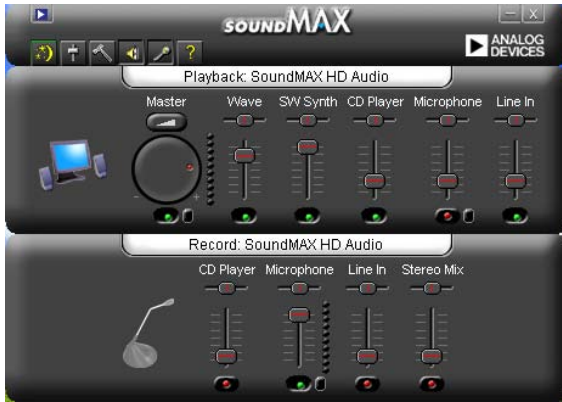 SOUNDMAX
— X
ANALOG
DEVICES
?
Playback: SoundMAX HD Audio
Master Wave SW Synth CD Player Microphone Line In
- +
Record: SoundMAX HD Audio
CD Player Microphone Line In Stereo Mix